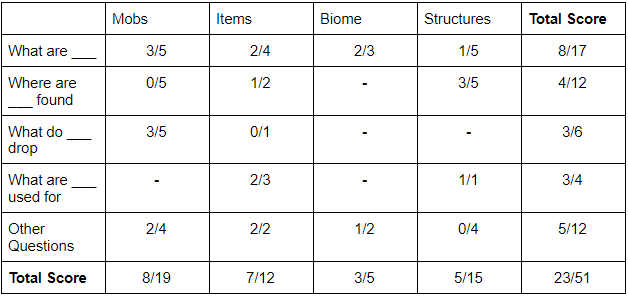 Mobs Items Biome Structures Total Score
What are ___ 3/5 2/4 2/3 1/5 8/17
Where are ___ found 0/5 1/2 - 3/5 4/12
What do ___ drop 3/5 0/1 - - 3/6
What are ___ used for - 2/3 - 1/1 3/4
Other Questions 2/4 2/2 1/2 0/4 5/12
Total Score 8/19 7/12 3/5 5/15 23/51